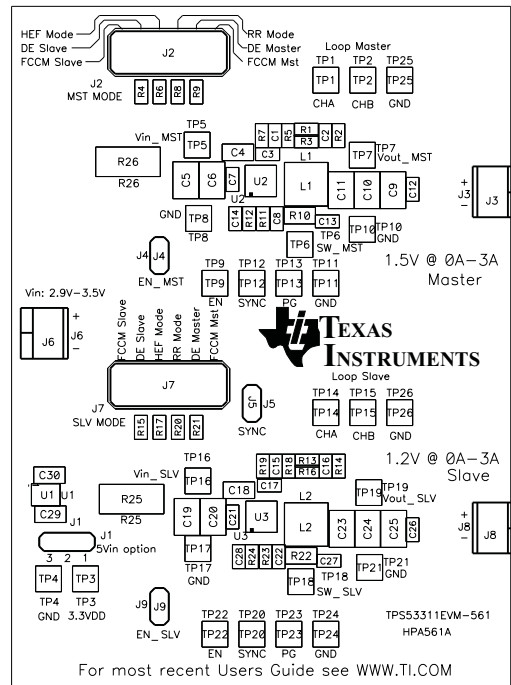 HEF Mode
DE Slave
FCCM Slave
RR Mode
DE Master
FCCM Mst
J2
J2
MST MODE
R4
R6
R8
R9
Loop Master
TP1 TP2 TP25
TP1 TP2 TP25
CHA CHB GND
Vin_MST
TP5
TP5
R26
R26
C4
C3
R7
C1
R5
R1
R3
C2
R2
L1
L1
C5
C6
C7
U2
U2
TP7
TP7
Vout_MST
C11
C10
C9
C12
J3
+
-
J3
GND
TP8
TP8
C14
R12
R11
C8
R10
C13
TP6
TP6
SW_MST
TP10
TP10
GND
J4
J4
EN_MST
TP9 TP12 TP13 TP11
TP9 TP12 TP13 TP11
EN SYNC PG GND
1.5V @ 0A-3A
Master
Vin: 2.9V-3.5V
J6
+
J6
-
FCCM Slave
DE Slave
HEF Mode
RR Mode
DE Master
FCCM Mst
TEXAS
INSTRUMENTS
J7
J7
SLV MODE
R15
R17
R20
R21
J5
J5
SYNC
Loop Slave
TP14 TP15 TP26
TP14 TP15 TP26
CHA CHB GND
1.2V @ 0A-3A
Slave
C30
U1
U1
C29
J1
J1
5Vin option
3 2 1
TP4 TP3
TP4 TP3
GND 3.3VDD
R25
R25
Vin_SLV
TP16
TP16
C18
C17
R19
C15
R18
R13
R16
C16
R14
L2
L2
C19
C20
C21
U3
U3
TP19
TP19
Vout_SLV
C23
C24
C25
C26
J8
+
-
J8
TP17
TP17
GND
C28
R24
R23
C22
R22
C27
TP18
TP18
SW_SLV
TP21
TP21
GND
J9
J9
EN_SLV
TP22 TP20 TP23 TP24
TP22 TP20 TP23 TP24
EN SYNC PG GND
TPS53311EVM-561
HPA561A
For most recent Users Guide see WWW.TI.COM